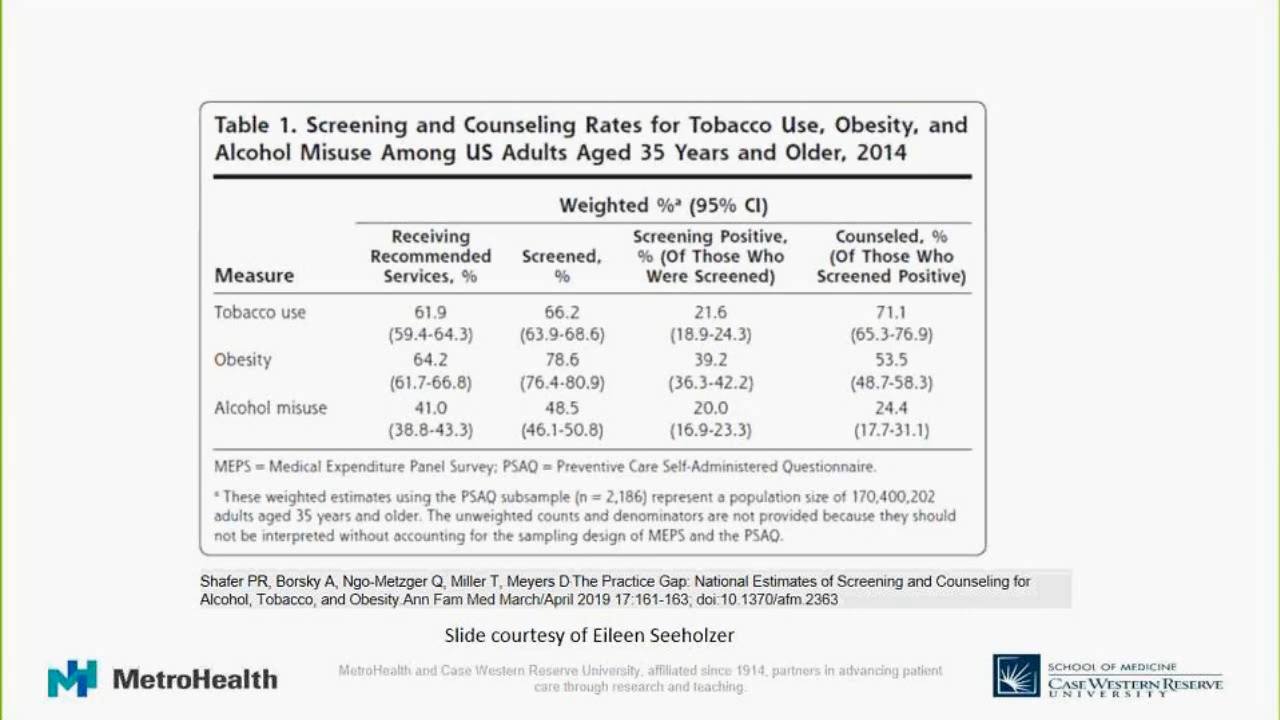 Table 1. Screening and Counseling Rates for Tobacco Use, Obesity, and
Alcohol Misuse Among US Adults Aged 35 Years and Older, 2014
Weighted %ᵃ (95% CI)
Measure
Receiving
Recommended
Services, %
Screened,
%
Screening Positive,
% (Of Those Who
Were Screened)
Counseled, %
(Of Those Who
Screened Positive)
Tobacco use 61.9 66.2 21.6 71.1
(59.4-64.3) (63.9-68.6) (18.9-24.3) (65.3-76.9)
Obesity 64.2 78.6 39.2 53.5
(61.7-66.8) (76.4-80.9) (36.3-42.2) (48.7-58.3)
Alcohol misuse 41.0 48.5 20.0 24.4
(38.8-43.3) (46.1-50.8) (16.9-23.3) (17.7-31.1)
MEPS = Medical Expenditure Panel Survey; PSAQ = Preventive Care Self-Administered Questionnaire.
ᵃ These weighted estimates using the PSAQ subsample (n = 2,186) represent a population size of 170,400,202
adults aged 35 years and older. The unweighted counts and denominators are not provided because they should
not be interpreted without accounting for the sampling design of MEPS and the PSAQ.
Shafer PR, Borsky A, Ngo-Metzger Q, Miller T, Meyers D The Practice Gap: National Estimates of Screening and Counseling for
Alcohol, Tobacco, and Obesity.Ann Fam Med March/April 2019 17:161-163; doi:10.1370/afm.2363
Slide courtesy of Eileen Seeholzer
MetroHealth
MetroHealth and Case Western Reserve University, affiliated since 1914, partners in advancing patient
care through research and teaching.
SCHOOL OF MEDICINE
CASE WESTERN RESERVE
UNIVERSITY